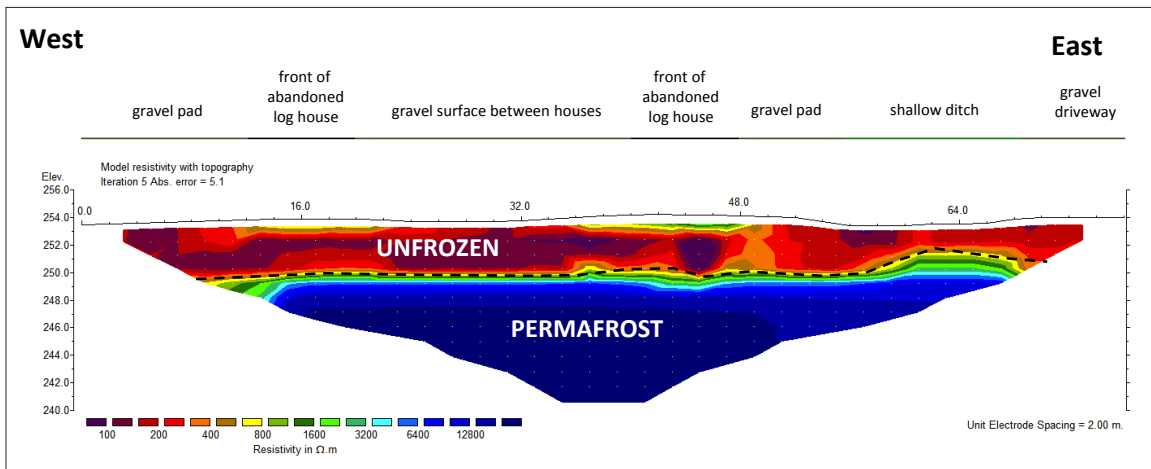 West
East
gravel pad
front of
abandoned
log house
gravel surface between houses
front of
abandoned
log house
gravel pad
shallow ditch
gravel
driveway
Model resistivity with topography
Iteration 5 Abs. error = 5.1
Elev.
256.0
254.0
252.0
250.0
248.0
246.0
244.0
242.0
240.0
0.0
16.0
32.0
48.0
64.0
UNFROZEN
PERMAFROST
100 200 400 800 1600 3200 6400 12800
Resistivity in Ω.m
Unit Electrode Spacing = 2.00 m.